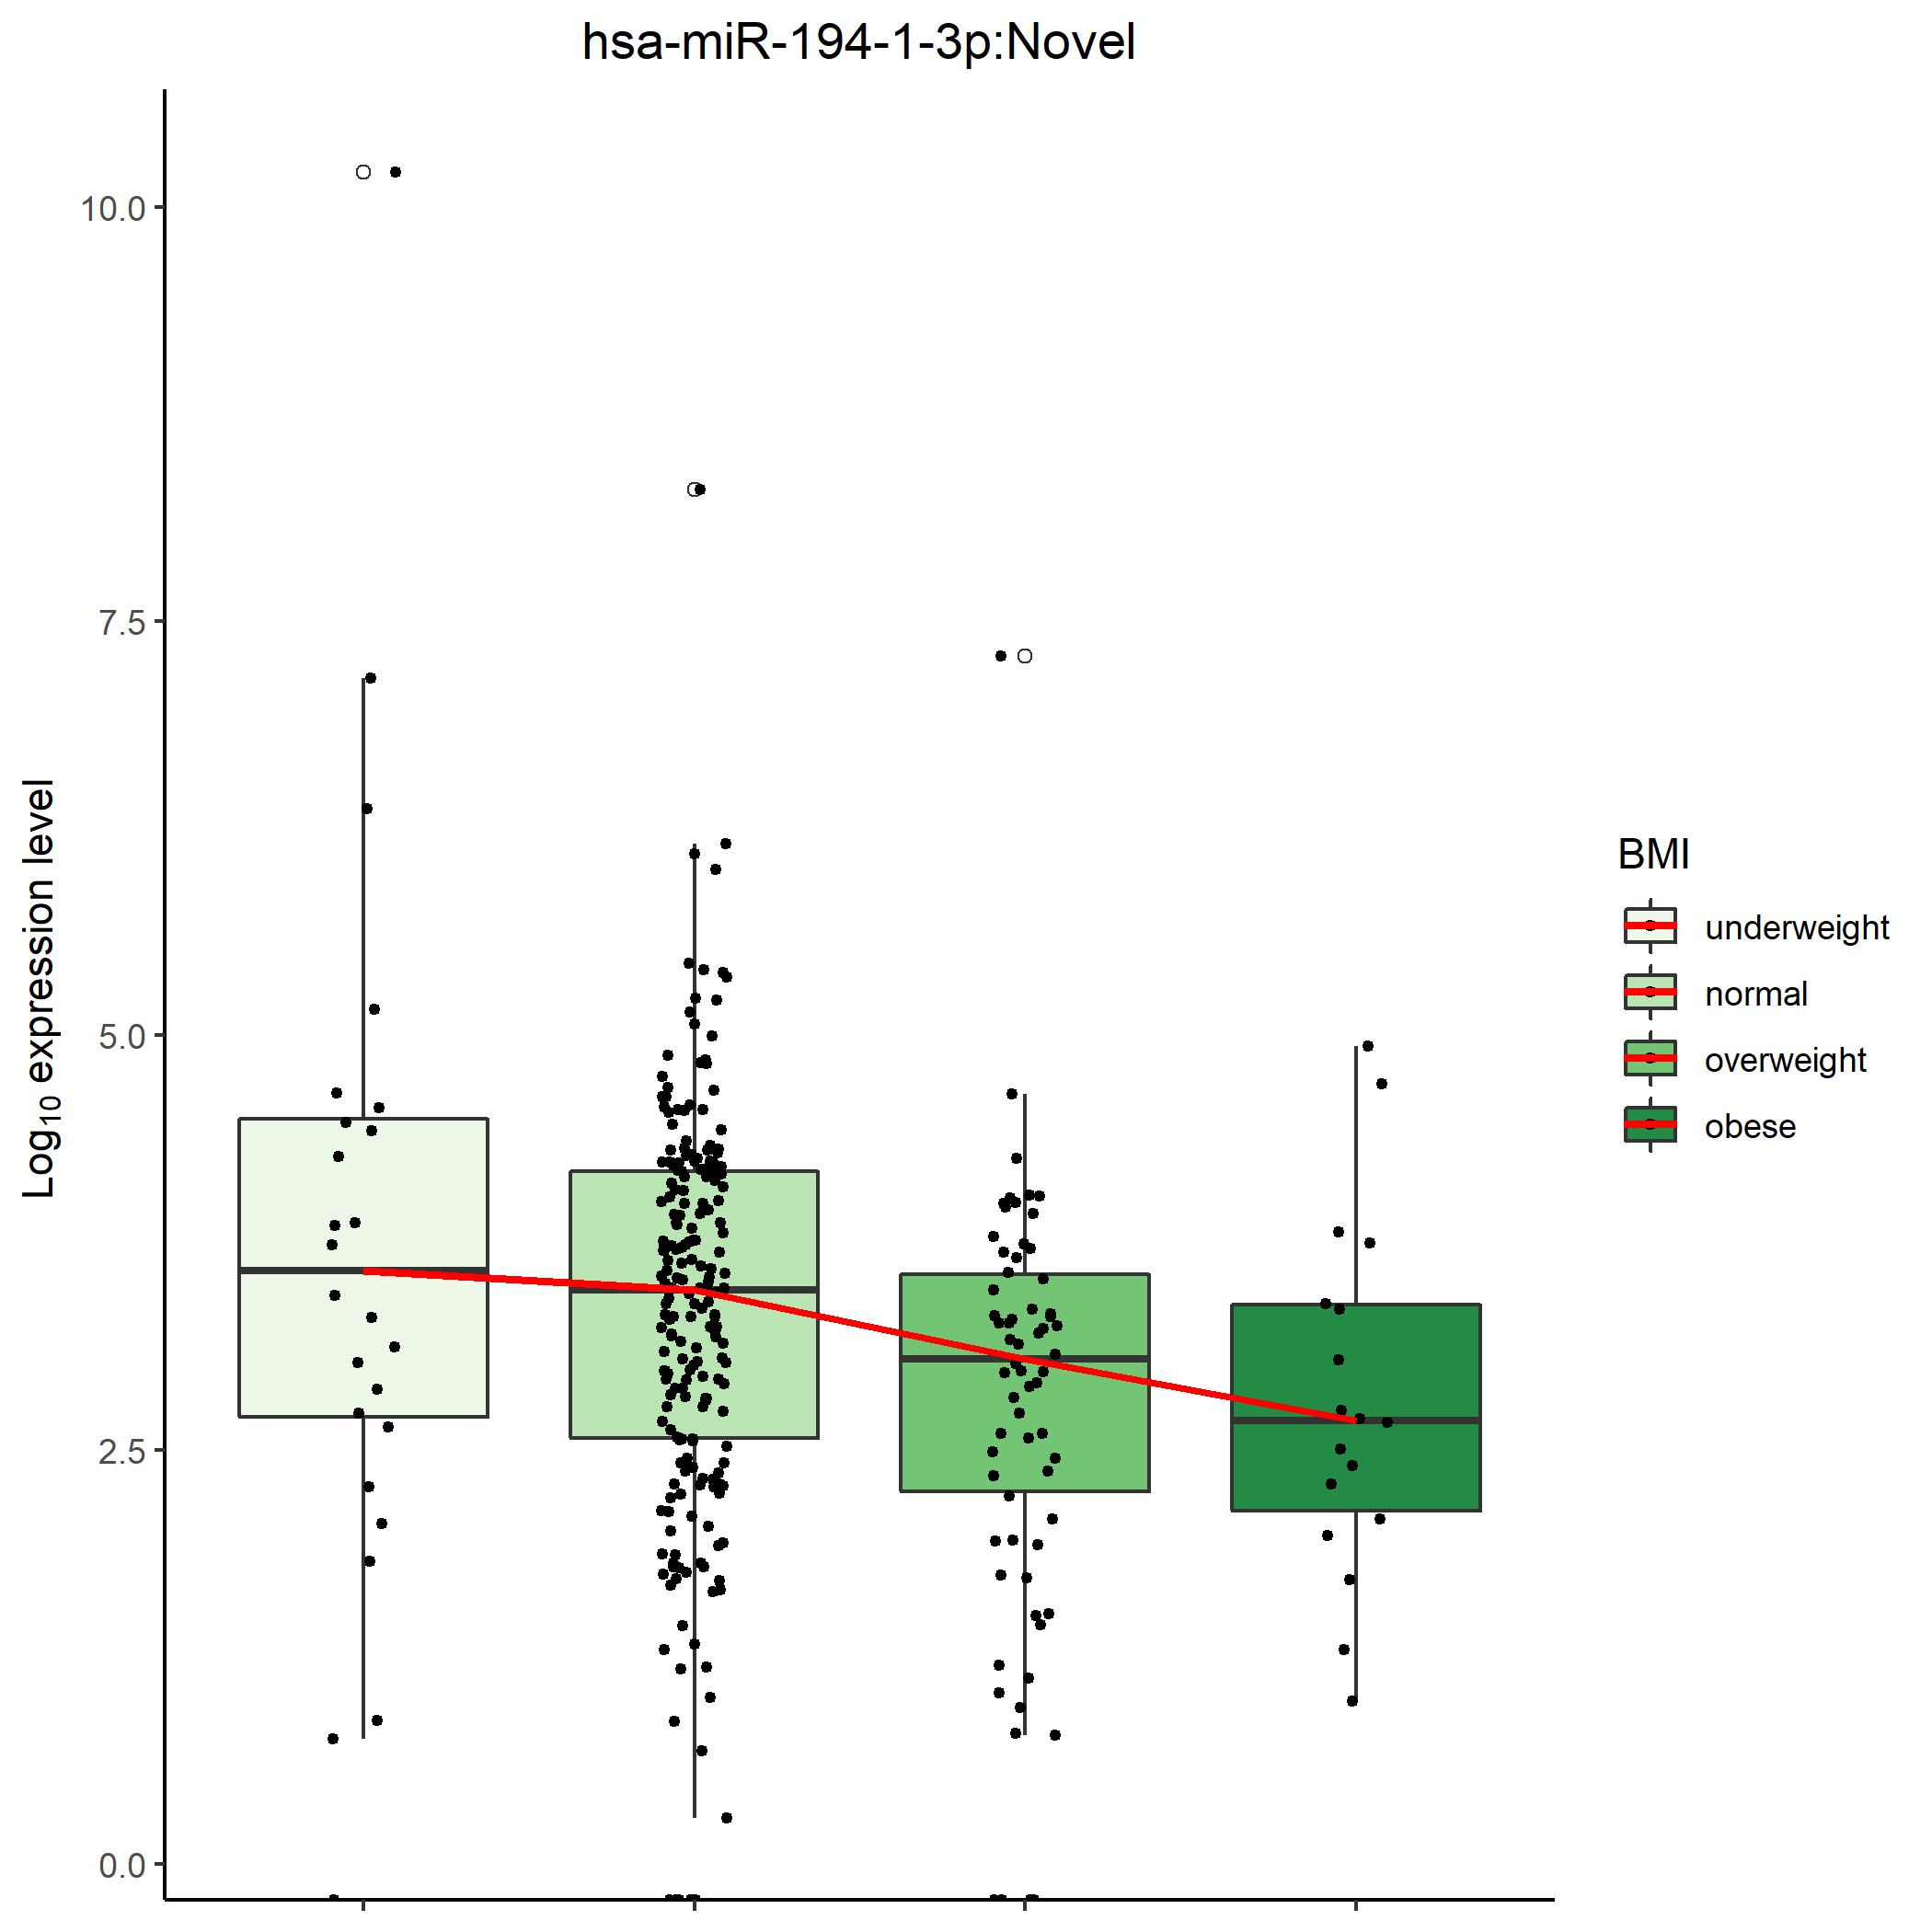 hsa-miR-194-1-3p:Novel
10.0
7.5
5.0
2.5
0.0
Log₁₀ expression level
BMI
underweight
normal
overweight
obese